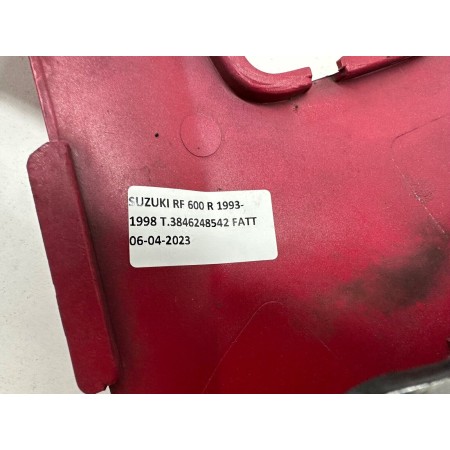 SUZUKI RF 600 R 1993-
1998 T.3846248542 FATT
06-04-2023